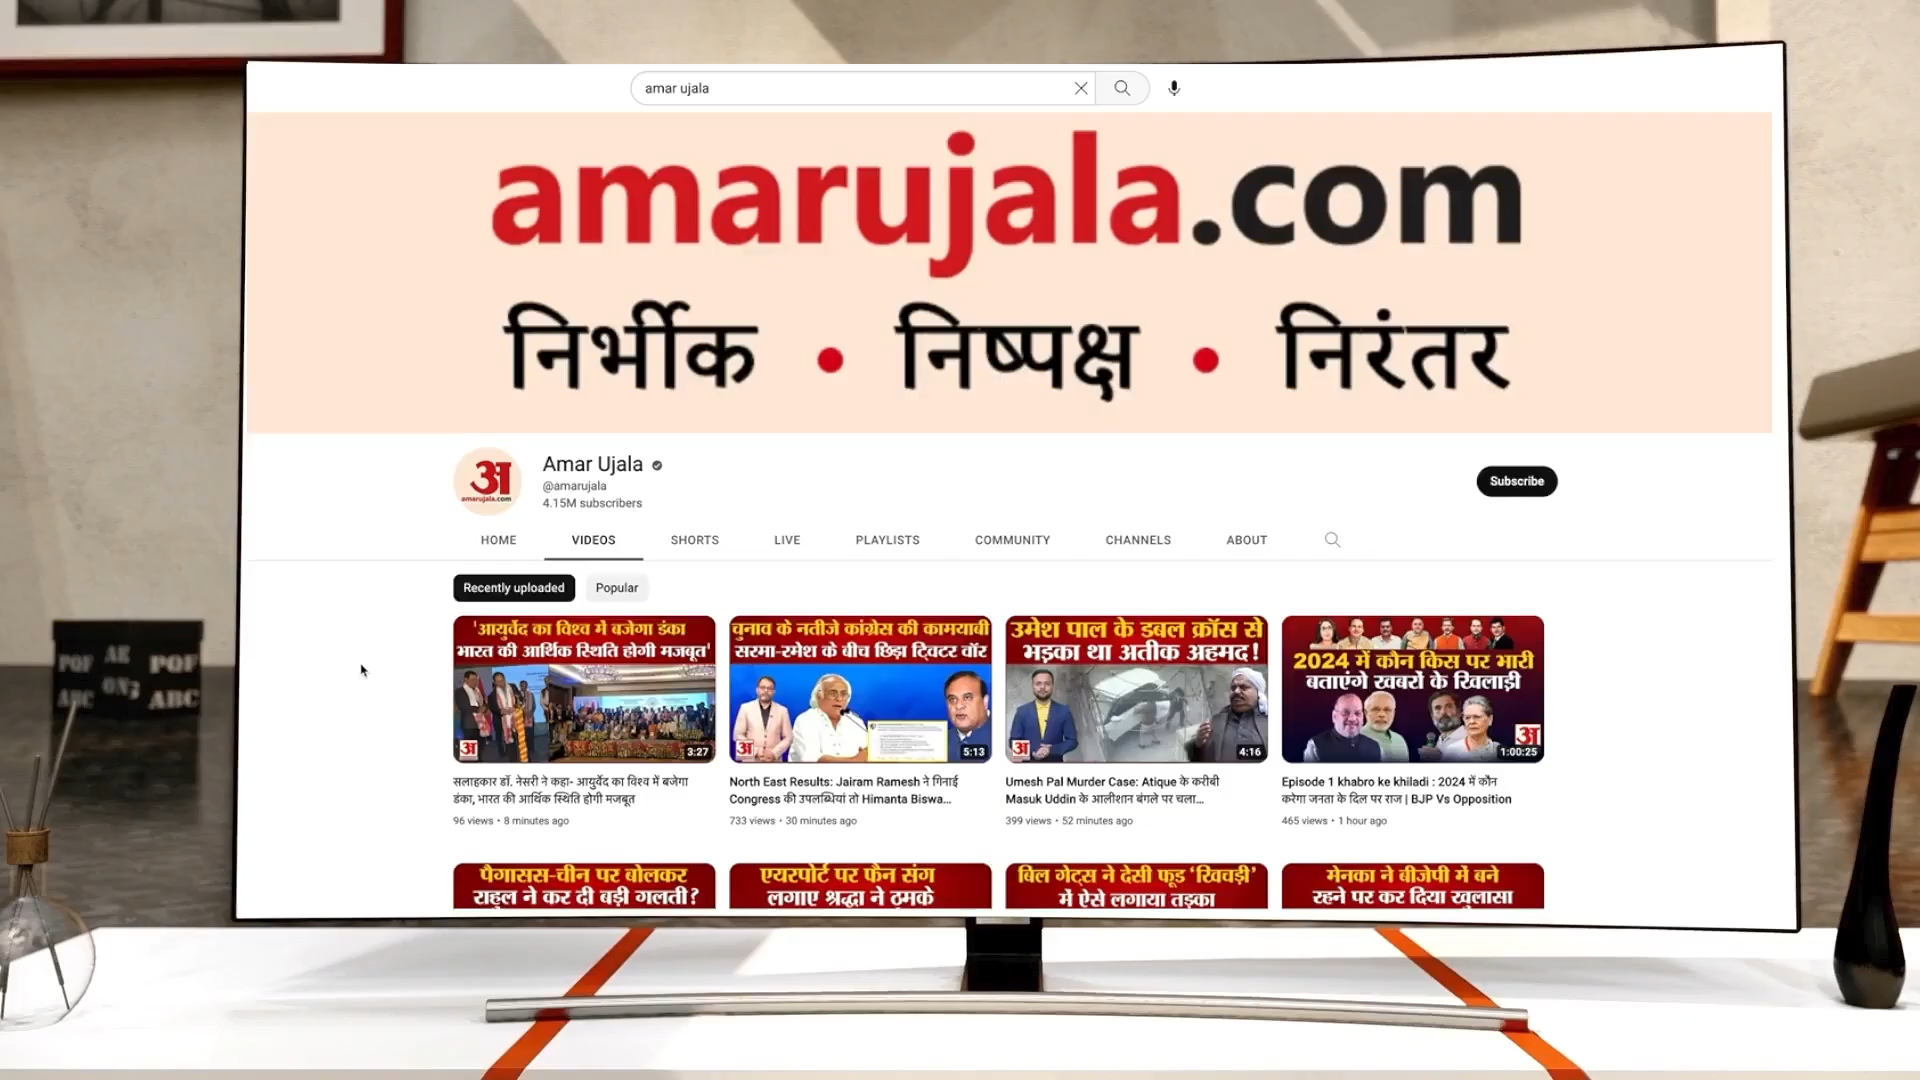 amar ujala
amarujala.com
निर्भीक • निष्पक्ष • निरंतर
अ
amarujala.com
Amar Ujala
@amarujala
4.15M subscribers
Subscribe
HOME VIDEOS SHORTS LIVE PLAYLISTS COMMUNITY CHANNELS ABOUT
Recently uploaded Popular
'आयुर्वेद का विश्व में बजेगा डंका
भारत की आर्थिक स्थिति होगी मजबूत'
अ
3:27
सलाहकार डॉ. नेसरी ने कहा- आयुर्वेद का विश्व में बजेगा
डंका, भारत की आर्थिक स्थिति होगी मजबूत
96 views • 8 minutes ago
चुनाव के नतीजे कांग्रेस की कामयाबी
सरमा-रमेश के बीच छिड़ा ट्विटर वॉर
अ
5:13
North East Results: Jairam Ramesh ने गिनाई
Congress की उपलब्धियां तो Himanta Biswa...
733 views • 30 minutes ago
उमेश पाल के डबल क्रॉस से
भड़का था अतीक अहमद!
अ
4:16
Umesh Pal Murder Case: Atique के करीबी
Masuk Uddin के आलीशान बंगले पर चला...
399 views • 52 minutes ago
2024 में कौन किस पर भारी
बताएंगे खबरों के खिलाड़ी
अ
1:00:25
Episode 1 khabro ke khiladi : 2024 में कौन
करेगा जनता के दिल पर राज | BJP Vs Opposition
465 views • 1 hour ago
पैगासस-चीन पर बोलकर
राहुल ने कर दी बड़ी गलती?
एयरपोर्ट पर फैन संग
लगाए श्रद्धा ने ठुमके
बिल गेट्स ने देसी फूड 'खिचड़ी'
में ऐसे लगाया तड़का
मेनका ने बीजेपी में बने
रहने पर कर दिया खुलासा
PQF
ABC
PQF
ABC